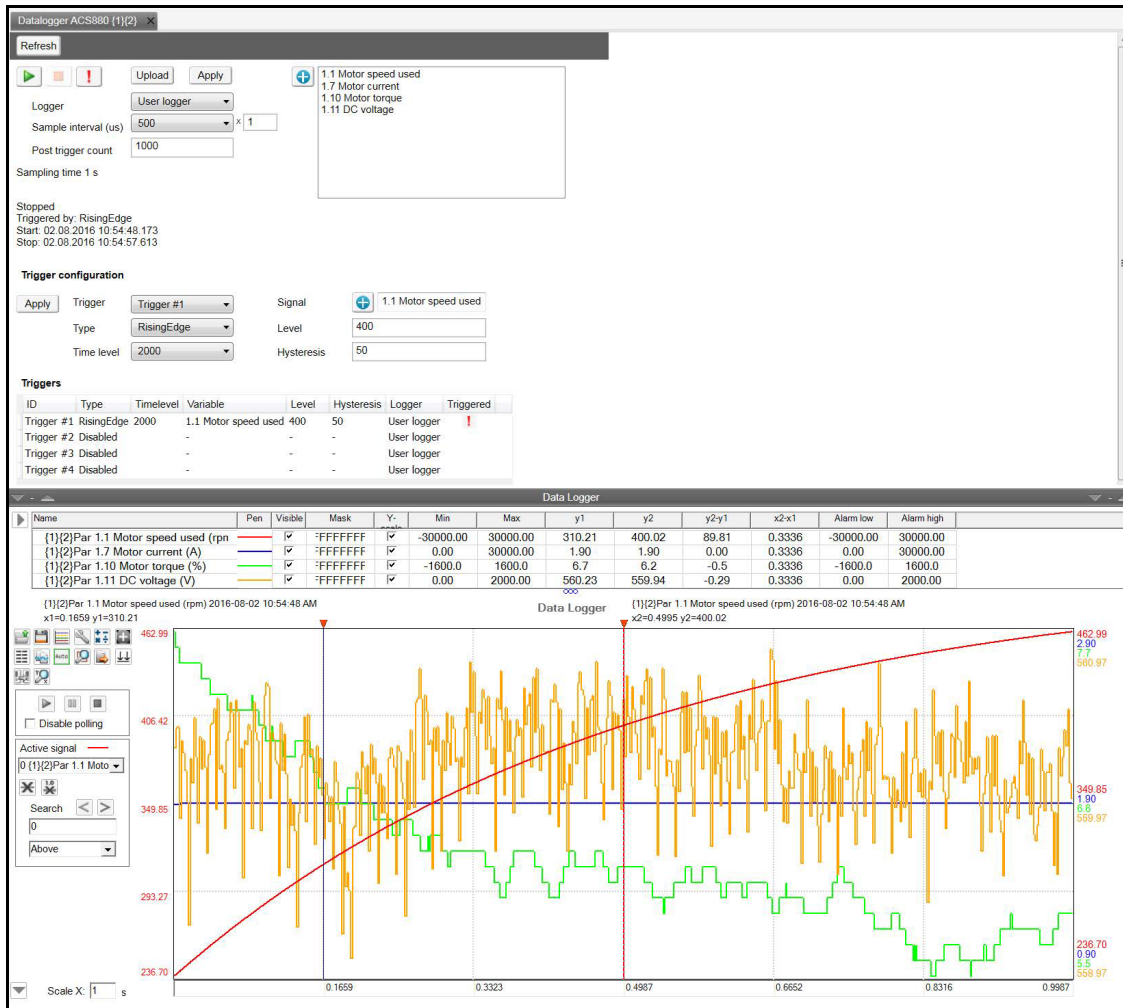 Datalogger ACS880 {1}{2} ×
Refresh
Upload Apply
Logger User logger
Sample interval (us) 500 x 1
Post trigger count 1000
Sampling time 1 s
1.1 Motor speed used
1.7 Motor current
1.10 Motor torque
1.11 DC voltage
Stopped
Triggered by: RisingEdge
Start: 02.08.2016 10:54:48.173
Stop: 02.08.2016 10:54:57.613
Trigger configuration
Apply Trigger Trigger #1 Signal 1.1 Motor speed used
Type RisingEdge Level 400
Time level 2000 Hysteresis 50
Triggers
ID Type Timelevel Variable Level Hysteresis Logger Triggered
Trigger #1 RisingEdge 2000 1.1 Motor speed used 400 50 User logger !
Trigger #2 Disabled - - - User logger
Trigger #3 Disabled - - - User logger
Trigger #4 Disabled - - - User logger
Data Logger
Name Pen Visible Mask Y- Min Max y1 y2 y2-y1 x2-x1 Alarm low Alarm high
{1}{2}Par 1.1 Motor speed used (rpn FFFFFFFF -30000.00 30000.00 310.21 400.02 89.81 0.3336 -30000.00 30000.00
{1}{2}Par 1.7 Motor current (A) FFFFFFFF 0.00 30000.00 1.90 1.90 0.00 0.3336 0.00 30000.00
{1}{2}Par 1.10 Motor torque (%) FFFFFFFF -1600.0 1600.0 6.7 6.2 -0.5 0.3336 -1600.0 1600.0
{1}{2}Par 1.11 DC voltage (V) FFFFFFFF 0.00 2000.00 560.23 559.94 -0.29 0.3336 0.00 2000.00
{1}{2}Par 1.1 Motor speed used (rpm) 2016-08-02 10:54:48 AM
x1=0.1659 y1=310.21
Data Logger
{1}{2}Par 1.1 Motor speed used (rpm) 2016-08-02 10:54:48 AM
x2=0.4995 y2=400.02
Auto
Disable polling
Active signal
0 {1}{2}Par 1.1 Moto
1.0
Search < >
0
Above
462.99
406.42
349.85
293.27
236.70
462.99
2.90
7.7
560.97
349.85
1.90
6.6
559.97
236.70
0.90
5.5
558.97
Scale X: 1 s
0.1659 0.3323 0.4987 0.6652 0.8316 0.9987